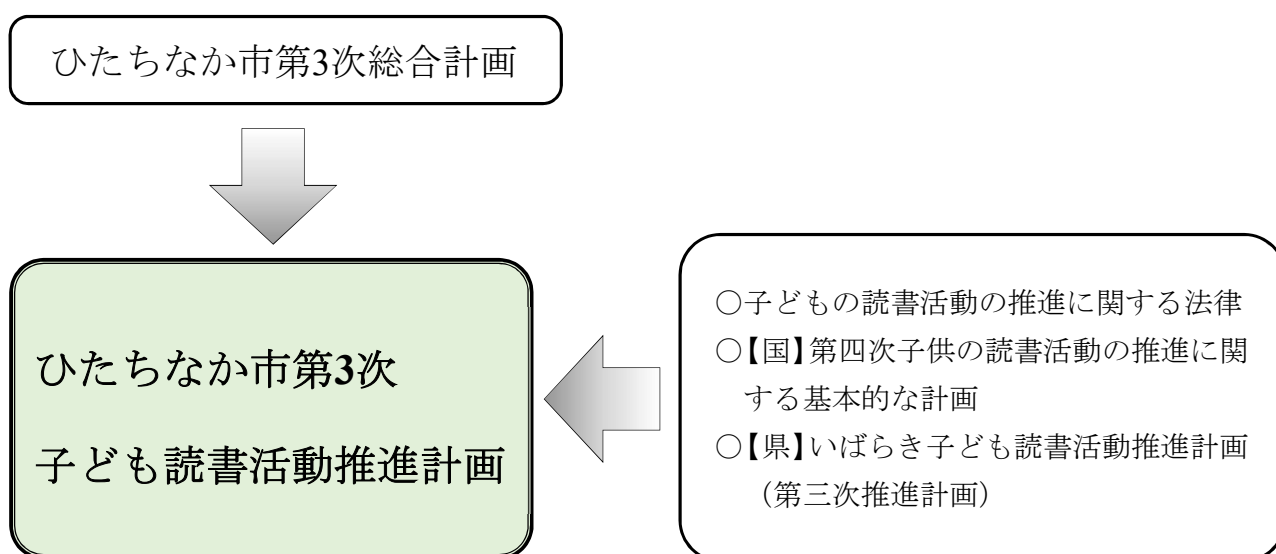 ひたちなか市第3次総合計画
ひたちなか市第3次
子ども読書活動推進計画
○子どもの読書活動の推進に関する法律
○【国】第四次子供の読書活動の推進に関
する基本的な計画
○【県】いばらき子ども読書活動推進計画
（第三次推進計画）